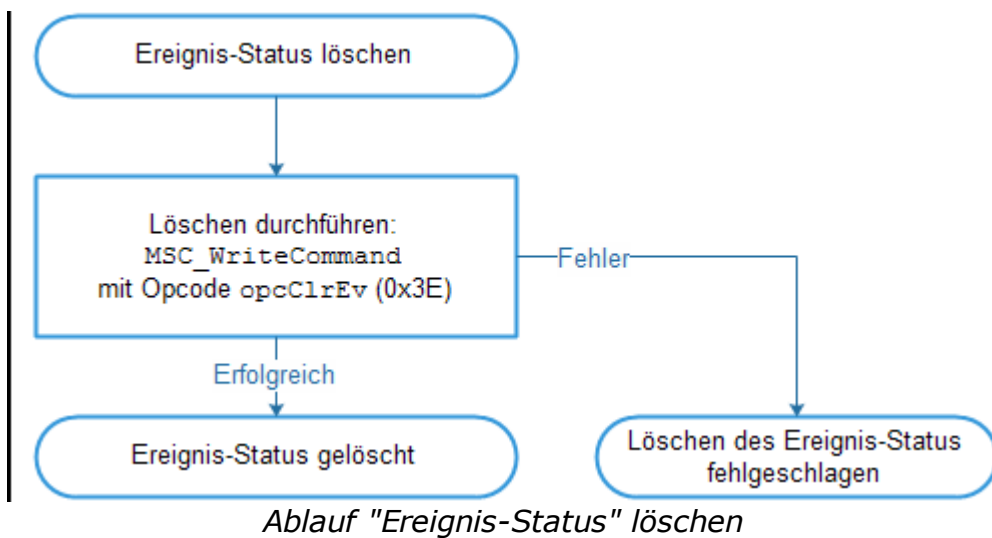 Ereignis-Status löschen
Löschen durchführen:
MSC_WriteCommand
mit Opcode opcClrEv (0x3E)
Fehler
Erfolgreich
Ereignis-Status gelöscht
Löschen des Ereignis-Status
fehlgeschlagen
Ablauf "Ereignis-Status" löschen